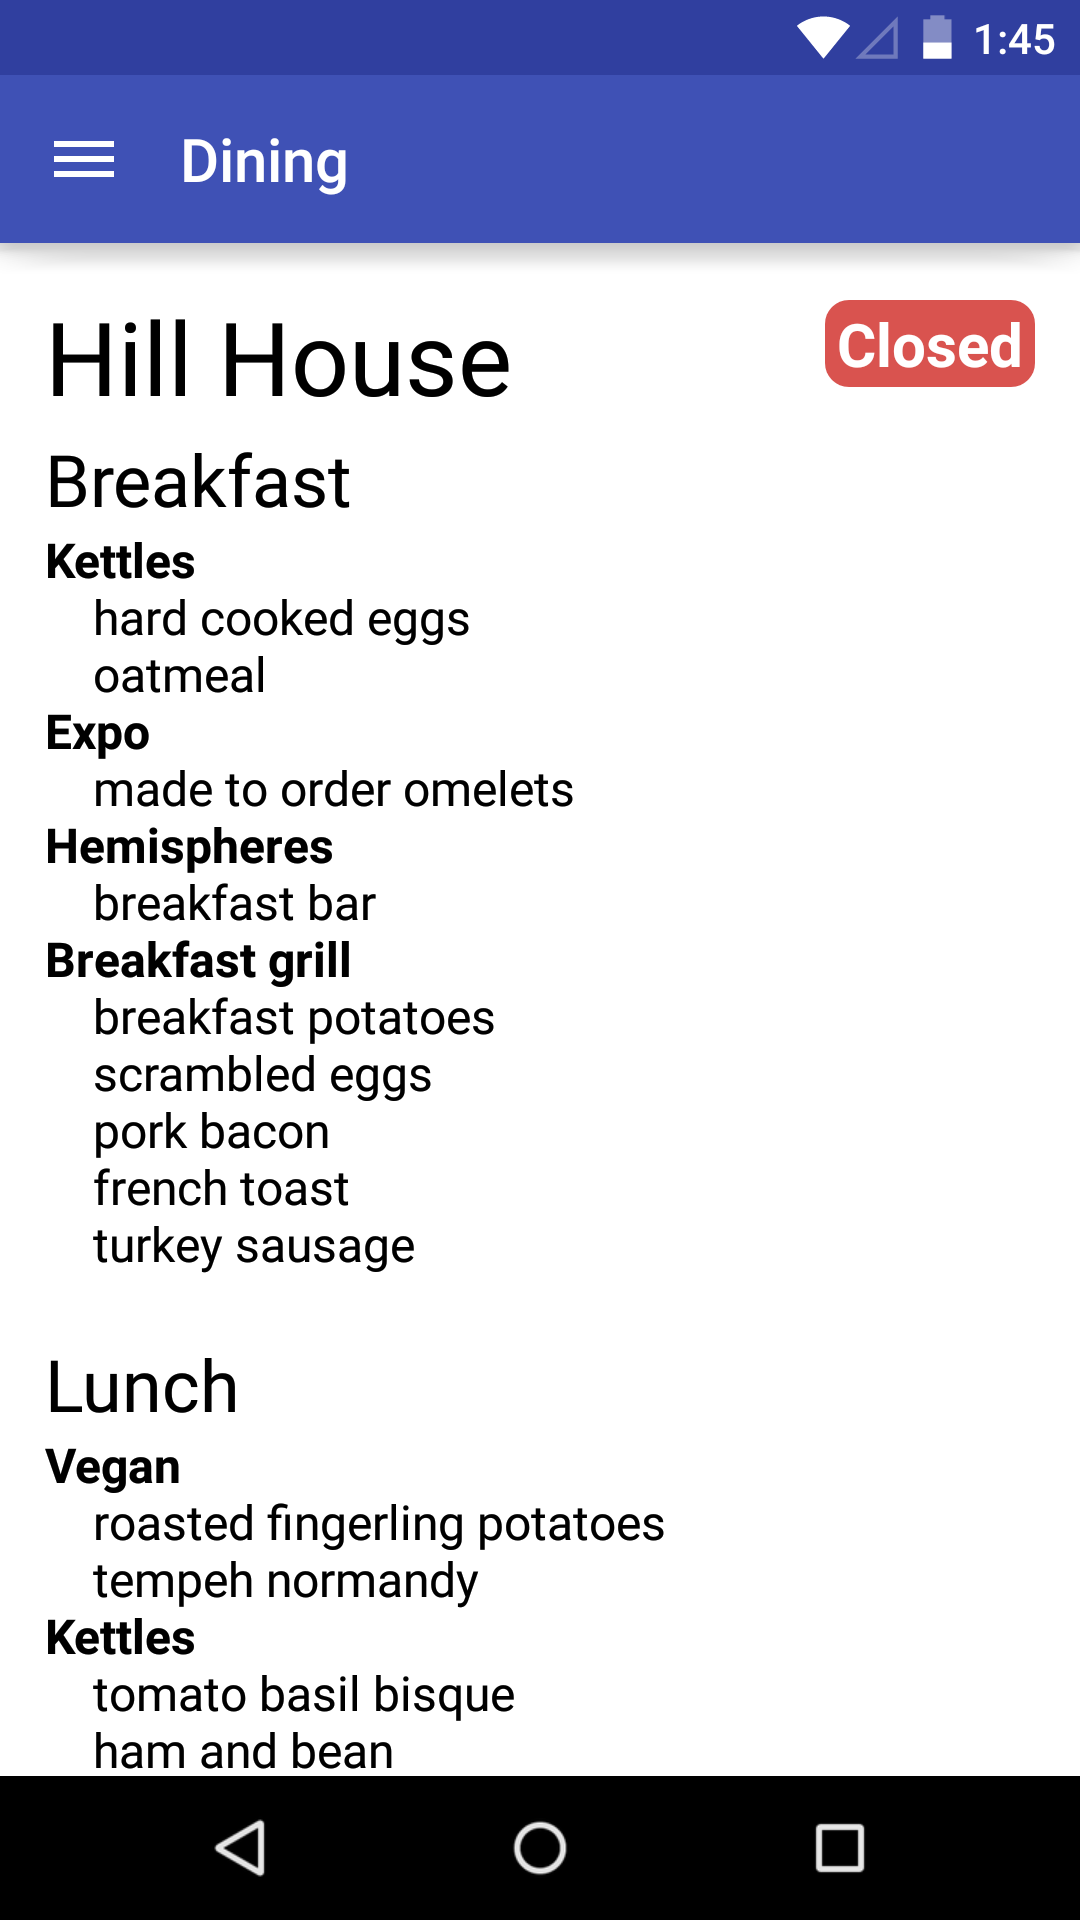 1:45
Dining
Hill House
Closed
Breakfast
Kettles
hard cooked eggs
oatmeal
Expo
made to order omelets
Hemispheres
breakfast bar
Breakfast grill
breakfast potatoes
scrambled eggs
pork bacon
french toast
turkey sausage
Lunch
Vegan
roasted fingerling potatoes
tempeh normandy
Kettles
tomato basil bisque
ham and bean